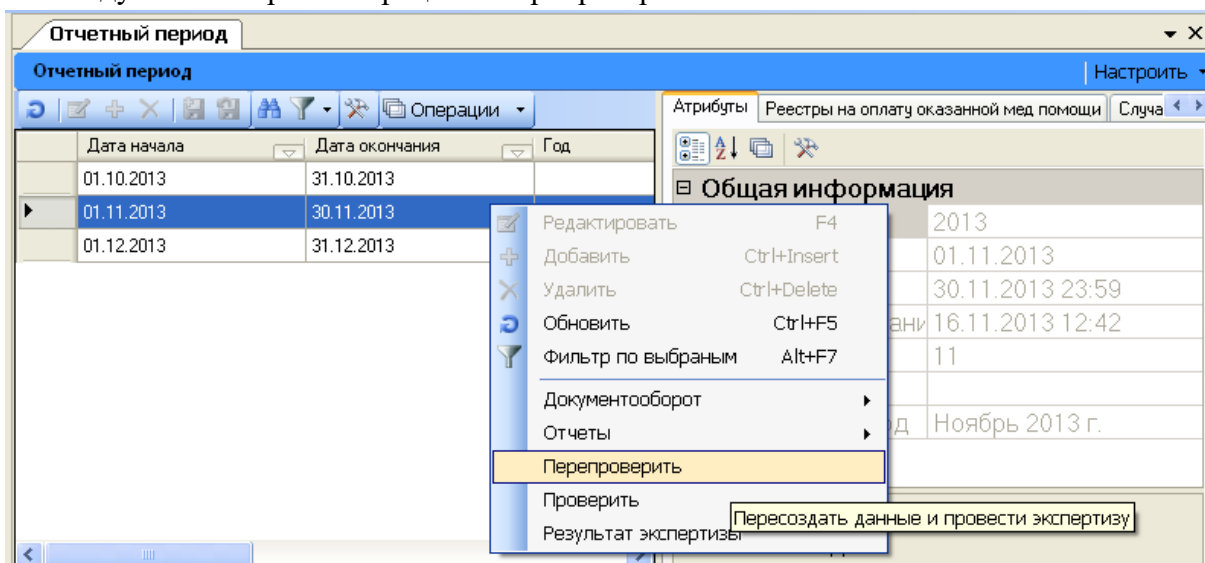 Отчетный период
Отчетный период
Настроить
Операции
Атрибуты Реестры на оплату оказанной мед помощи Случа
Дата начала Дата окончания Год
01.10.2013 31.10.2013
01.11.2013 30.11.2013
01.12.2013 31.12.2013
Общая информация
2013
01.11.2013
30.11.2013 23:59
16.11.2013 12:42
11
Ноябрь 2013 г.
Редактировать F4
Добавить Ctrl+Insert
Удалить Ctrl+Delete
Обновить Ctrl+F5
Фильтр по выбраным Alt+F7
Документооборот
Отчеты
Перепроверить
Проверить
Результат экспертизы
Пересоздать данные и провести экспертизу